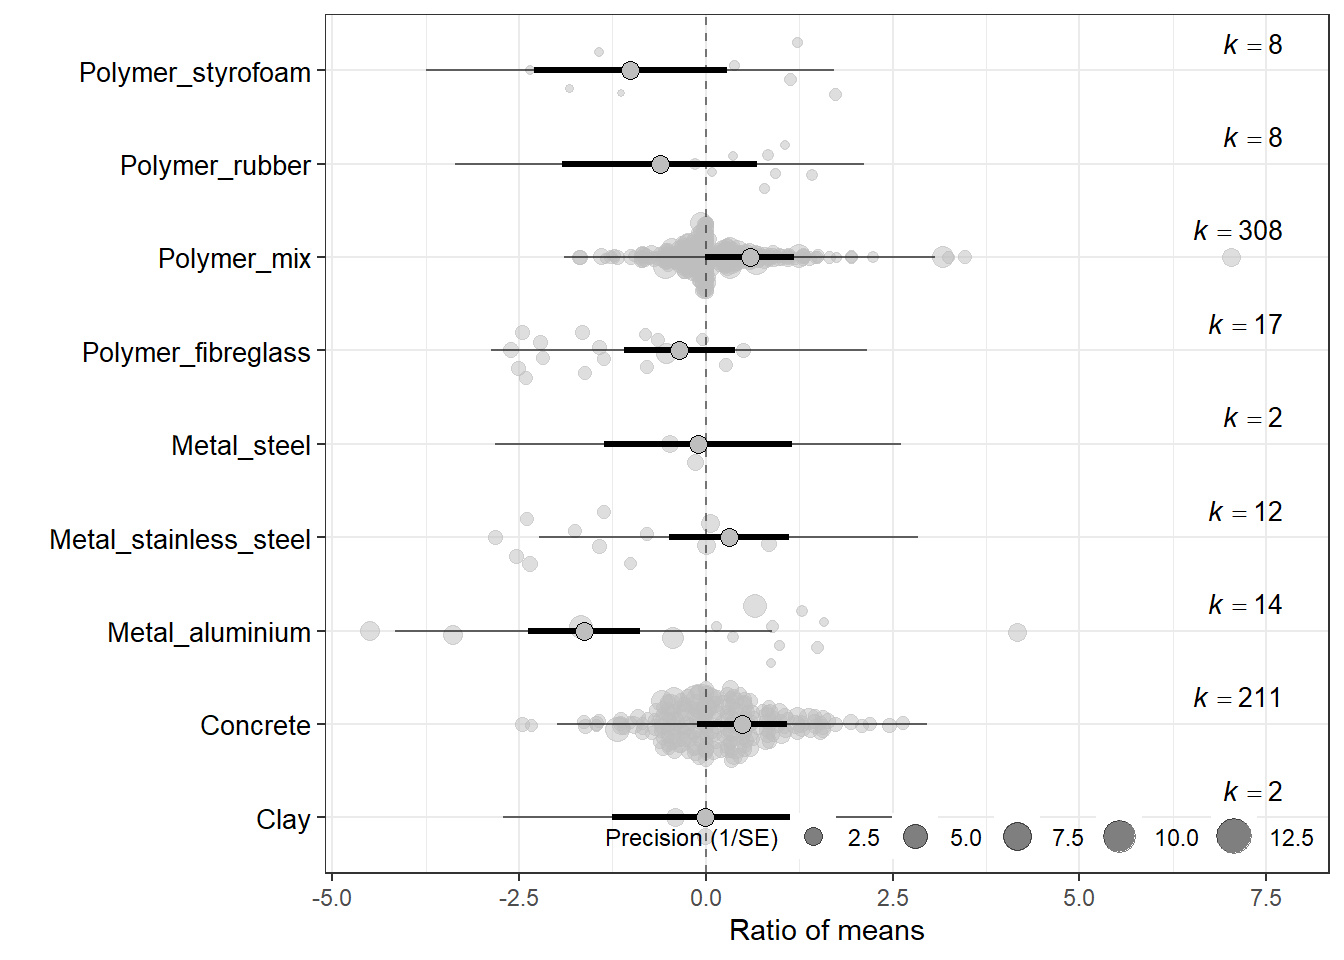 k = 8
Polymer_styrofoam
k = 8
Polymer_rubber
k = 308
Polymer_mix
k = 17
Polymer_fibreglass
k = 2
Metal_steel
k = 12
Metal_stainless_steel
k = 14
Metal_aluminium
k = 211
Concrete
k = 2
Clay
Precision (1/SE) 2.5 5.0 7.5 10.0 12.5
-5.0 -2.5 0.0 2.5 5.0 7.5
Ratio of means